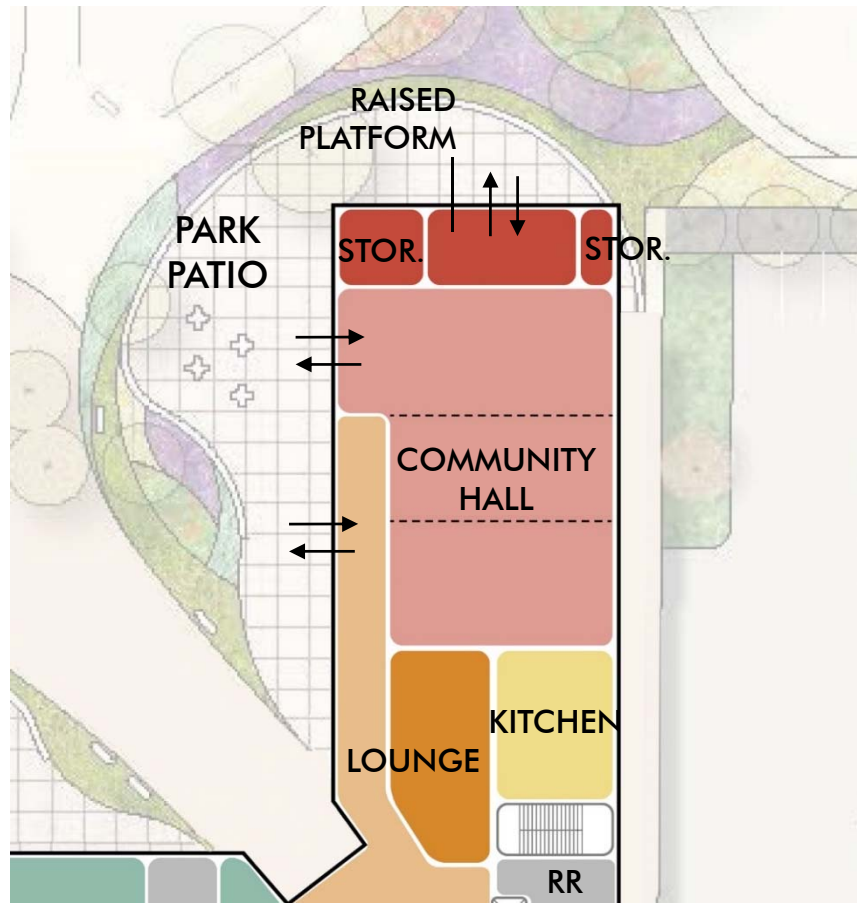 RAISED
PLATFORM
PARK
PATIO
STOR.
STOR.
COMMUNITY
HALL
KITCHEN
LOUNGE
RR